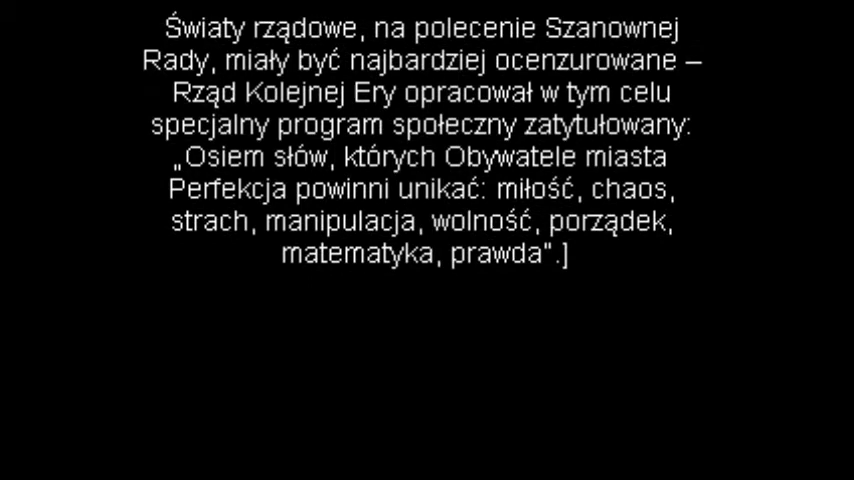 Światy rządowe, na polecenie Szanownej
Rady, miały być najbardziej ocenzurowane –
Rząd Kolejnej Ery opracował w tym celu
specjalny program społeczny zatytułowany:
„Osiem słów, których Obywatele miasta
Perfekcja powinni unikać: miłość, chaos,
strach, manipulacja, wolność, porządek,
matematyka, prawda".]